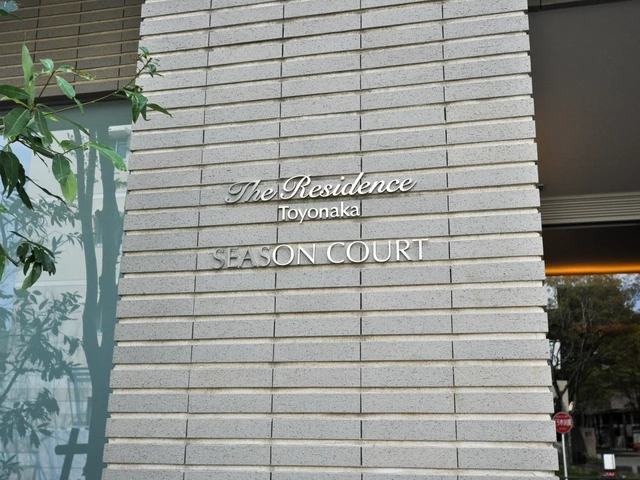 The Residence
Toyonaka
SEASON COURT